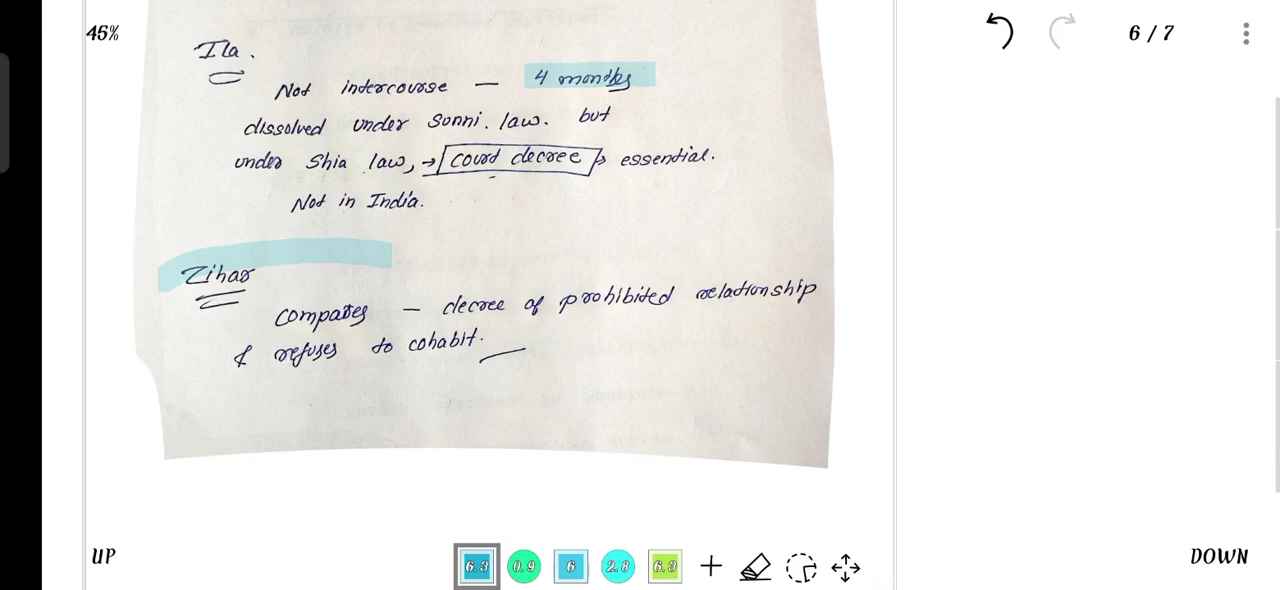 45%
6 / 7
Ila.
Not intercourse — 4 months
dissolved under Sunni. law. but
under Shia law, → court decree → essential.
Not in India.
Zihar
compares — decree of prohibited relationship
& refuses to cohabit.
UP
6.3
0.9
6
2.8
6.3
DOWN